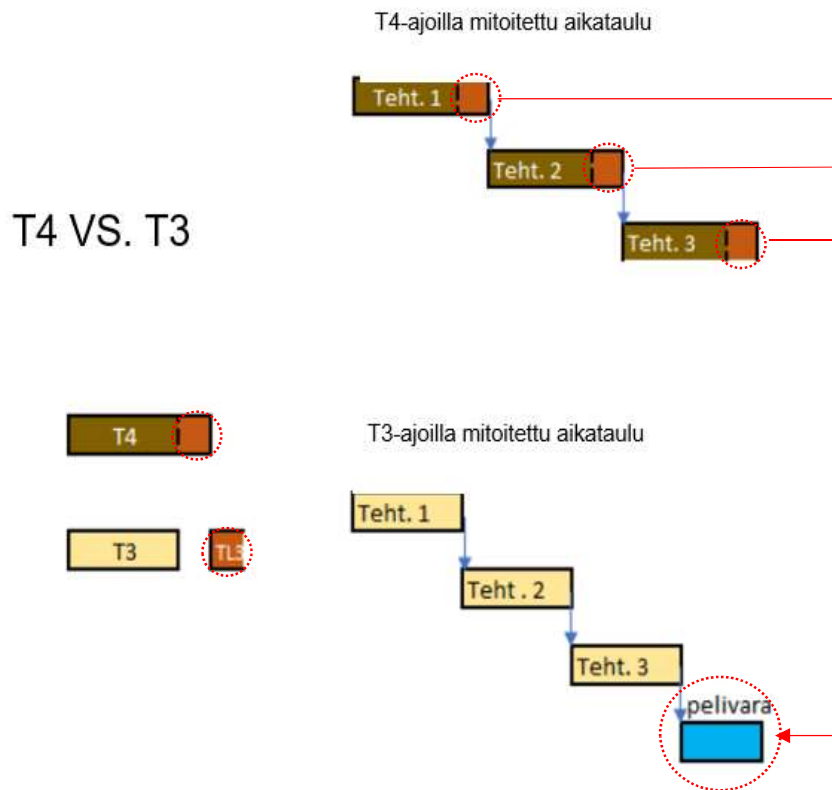 T4-ajoilla mitoitettu aikataulu
Teht. 1
Teht. 2
T4 VS. T3
Teht. 3
T4
T3-ajoilla mitoitettu aikataulu
Teht. 1
T3
TL3
Teht . 2
Teht. 3
pelivara